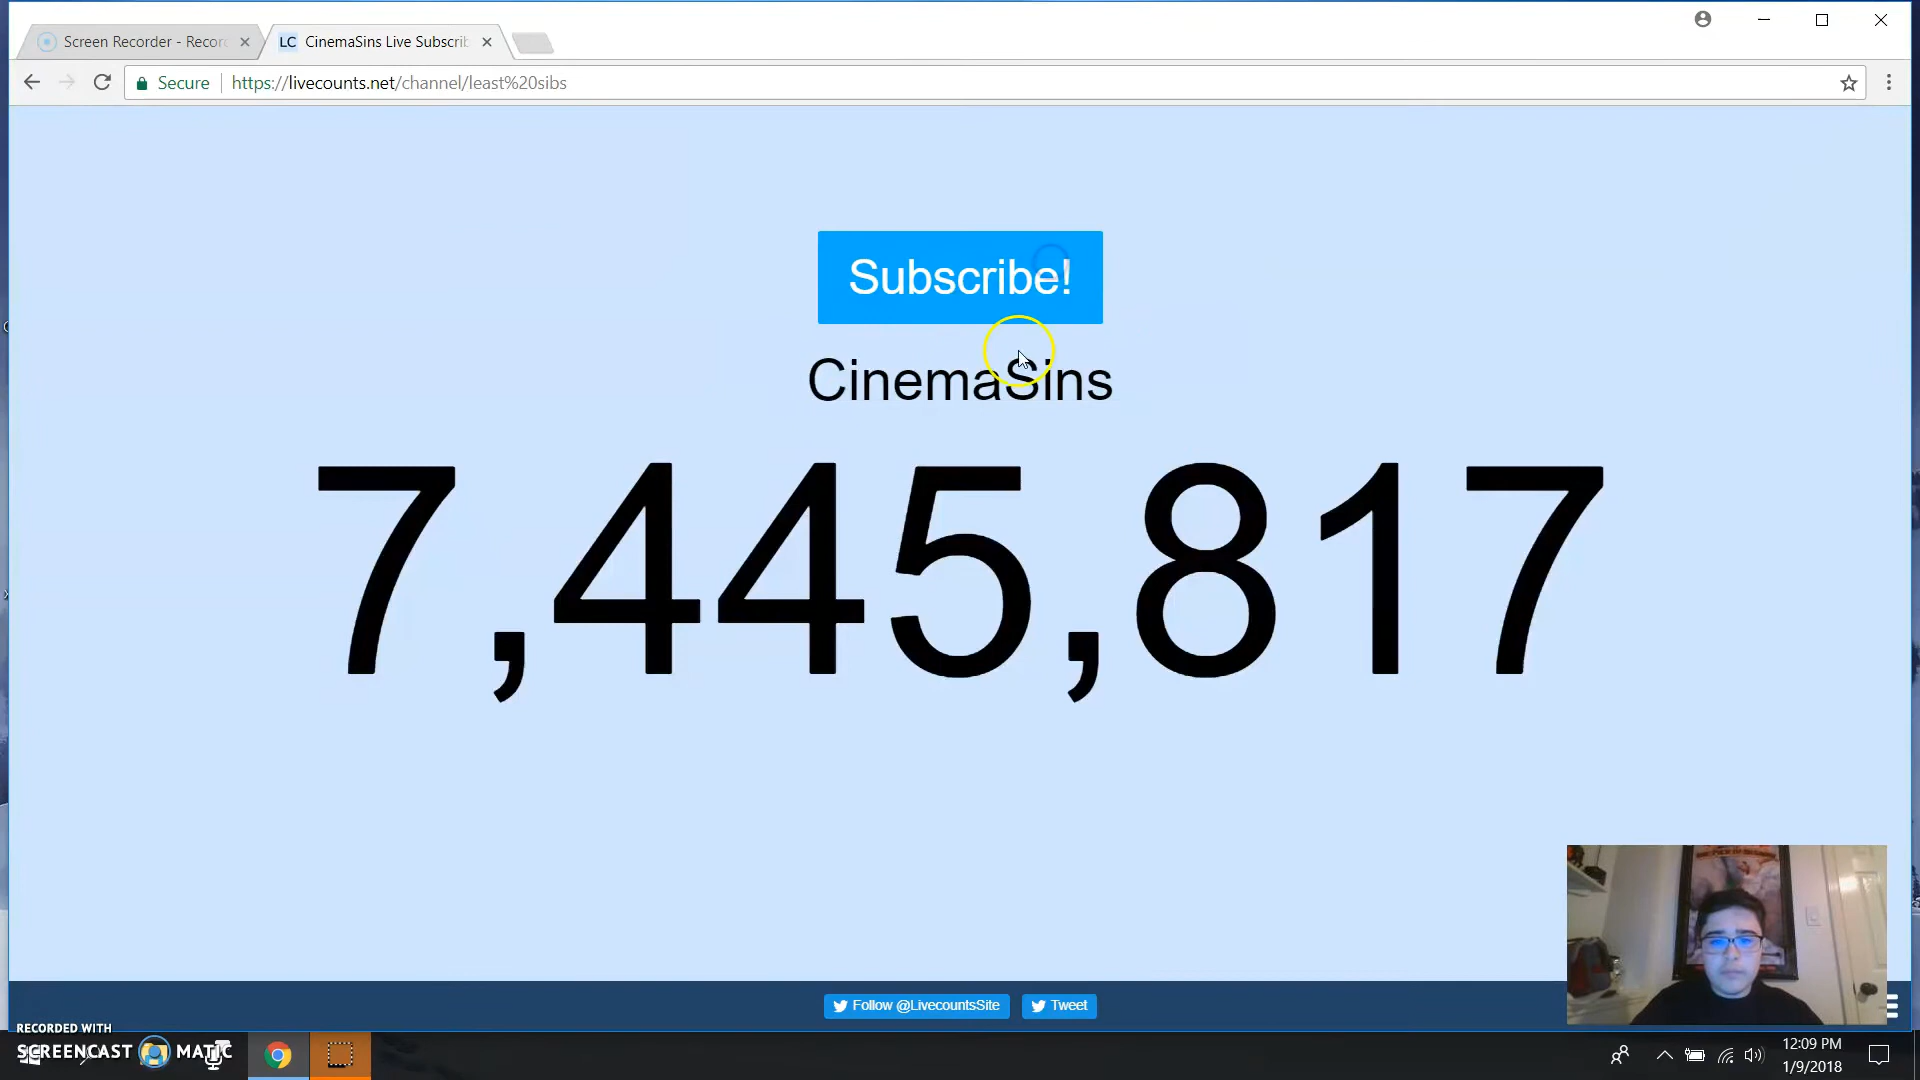 Screen Recorder - Recor
LC CinemaSins Live Subscrib
Secure https://livecounts.net/channel/least%20sibs
Subscribe!
CinemaSins
7,445,817
Follow @LivecountsSite Tweet
RECORDED WITH
SCREENCAST MATIC
12:09 PM
1/9/2018